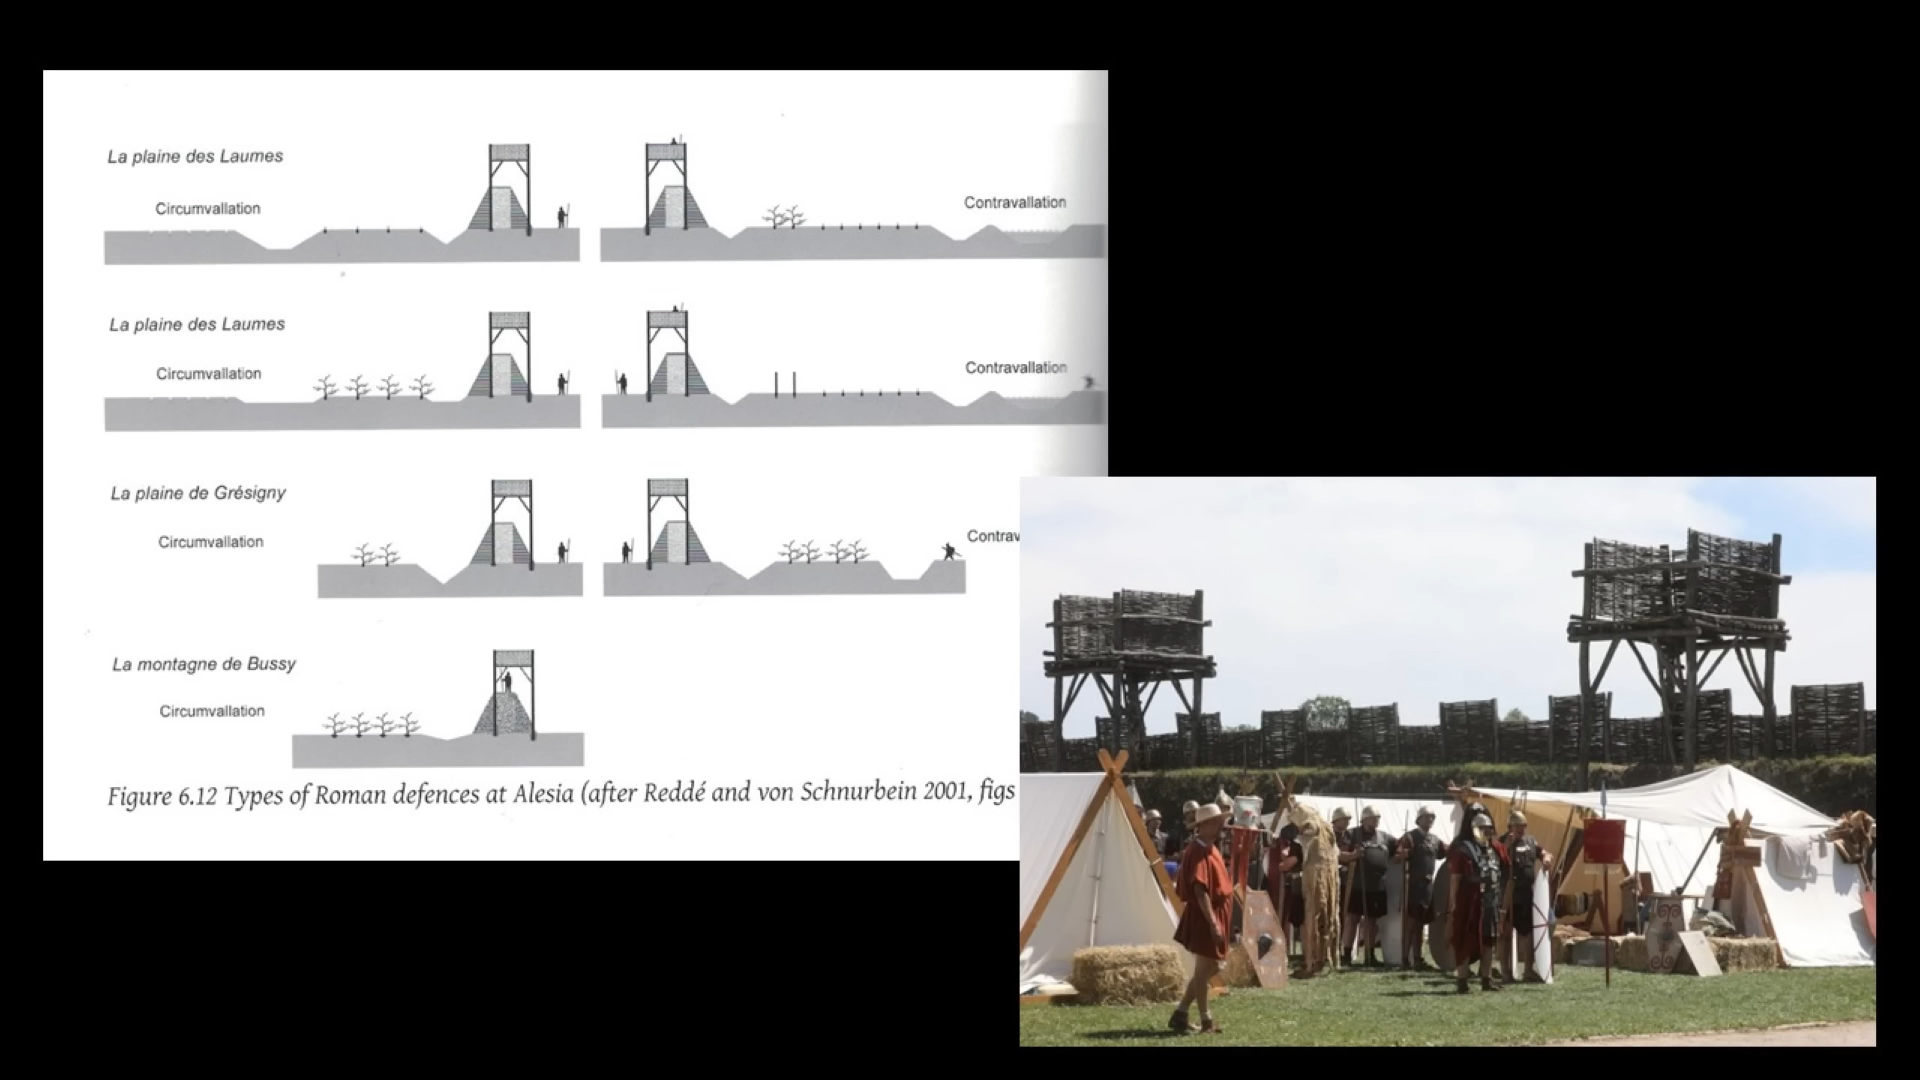 La plaine des Laumes
Circumvallation
Contravallation
La plaine des Laumes
Circumvallation
Contravallation
La plaine de Grésigny
Circumvallation
Contrav
La montagne de Bussy
Circumvallation
Figure 6.12 Types of Roman defences at Alesia (after Reddé and von Schnurbein 2001, figs